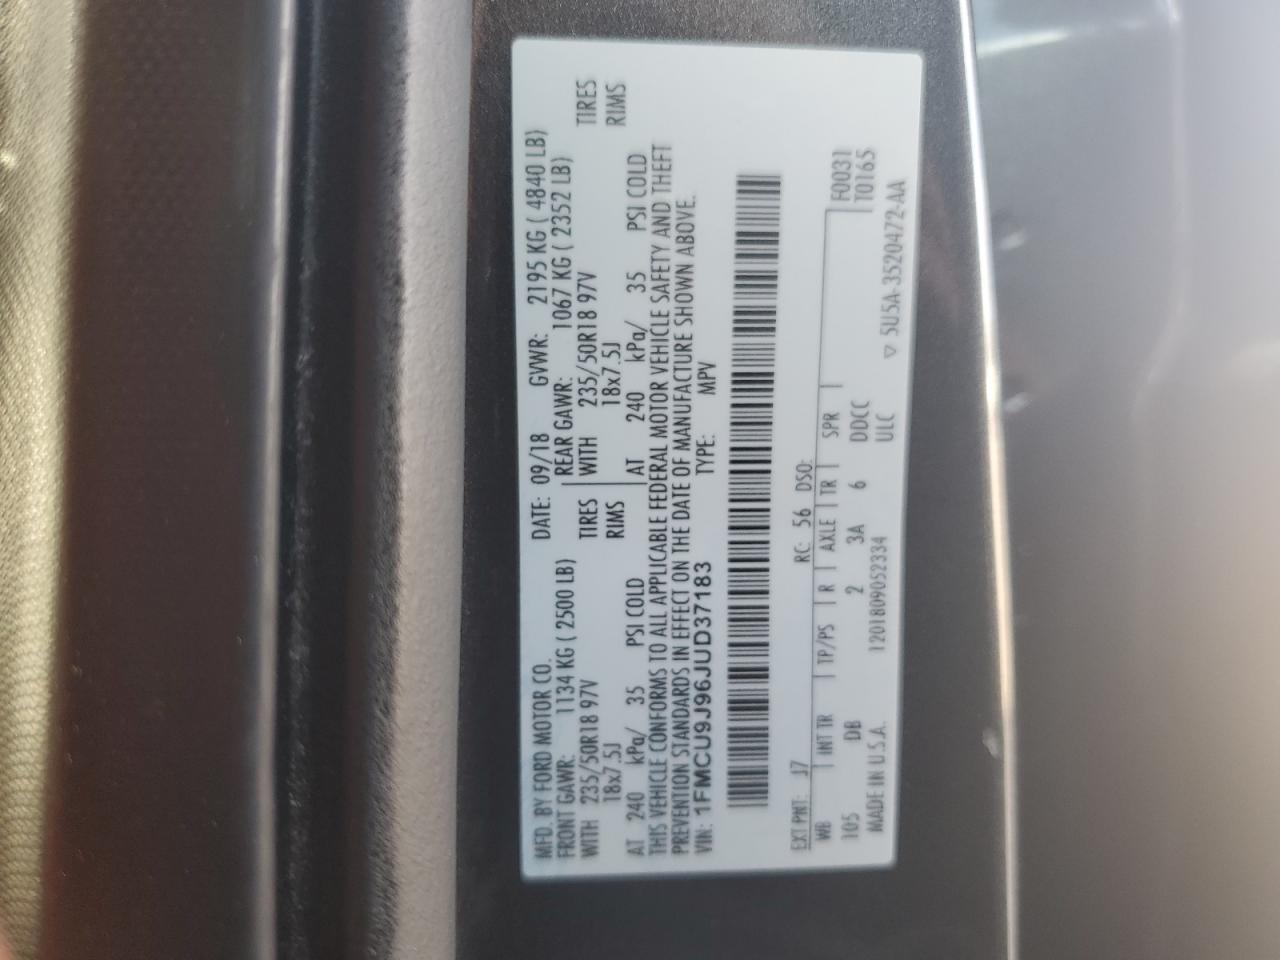 MFD. BY FORD MOTOR CO. DATE: 09/18 GVWR: 2195 KG ( 4840 LB)
FRONT GAWR: 1134 KG ( 2500 LB) REAR GAWR: 1067 KG ( 2352 LB)
WITH 235/50R18 97V TIRES WITH 235/50R18 97V TIRES
18x7.5J RIMS 18x7.5J RIMS
AT 240 kPa/ 35 PSI COLD AT 240 kPa/ 35 PSI COLD
THIS VEHICLE CONFORMS TO ALL APPLICABLE FEDERAL MOTOR VEHICLE SAFETY AND THEFT
PREVENTION STANDARDS IN EFFECT ON THE DATE OF MANUFACTURE SHOWN ABOVE.
VIN: 1FMCU9J96JUD37183 TYPE: MPV
EXT PNT: J7 RC: 56 DSO:
WB INT TR TP/PS R AXLE TR SPR F0031
105 DB 2 3A 6 DDCC T0165
MADE IN U.S.A. 1201809052334 ULC ▽ 5U5A-3520472-AA